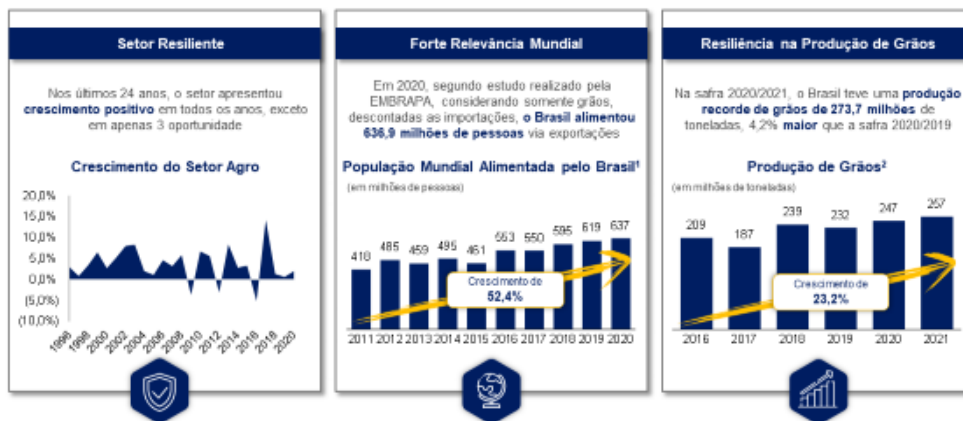 Setor Resiliente
Nos últimos 24 anos, o setor apresentou
crescimento positivo em todos os anos, exceto
em apenas 3 oportunidade
Crescimento do Setor Agro
20,0%
15,0%
10,0%
5,0%
0,0%
(5,0%)
(10,0%)
1996 1998 2000 2002 2004 2006 2008 2010 2012 2014 2016 2018 2020
Forte Relevância Mundial
Em 2020, segundo estudo realizado pela
EMBRAPA, considerando somente grãos,
descontadas as importações, o Brasil alimentou
636,9 milhões de pessoas via exportações
População Mundial Alimentada pelo Brasil¹
(em milhões de pessoas)
418 485 459 495 461 553 550 595 619 637
Crescimento de
52,4%
2011 2012 2013 2014 2015 2016 2017 2018 2019 2020
Resiliência na Produção de Grãos
Na safra 2020/2021, o Brasil teve uma produção
recorde de grãos de 273,7 milhões de
toneladas, 4,2% maior que a safra 2020/2019
Produção de Grãos²
(em milhões de toneladas)
209 187 239 232 247 257
Crescimento de
23,2%
2016 2017 2018 2019 2020 2021